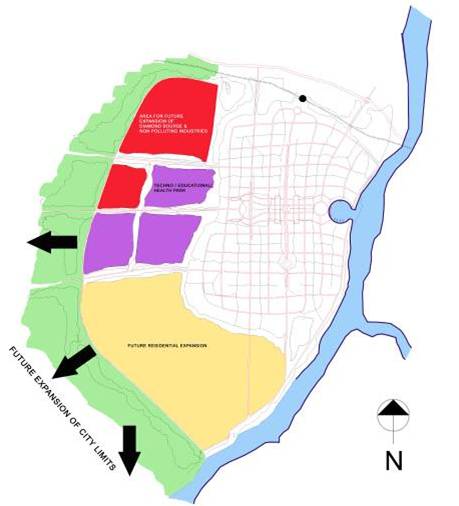 AREA FOR FUTURE
EXPANSION OF
DIAMOND BOURSE &
NON POLLUTING INDUSTRIES
TECHNO / EDUCATIONAL/
HEALTH PARK
FUTURE RESIDENTIAL EXPANSION
FUTURE EXPANSION OF CITY LIMITS
N